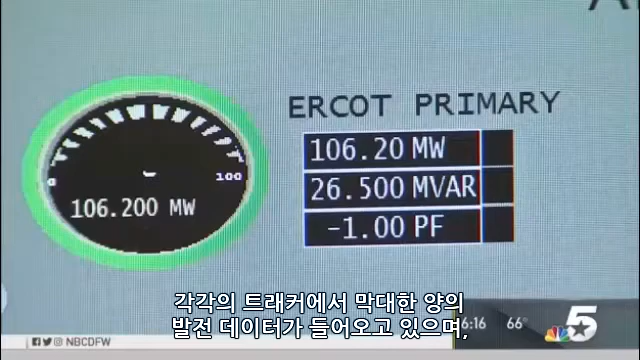 ERCOT PRIMARY
106.20 MW
26.500 MVAR
-1.00 PF
0
100
106.200 MW
각각의 트래커에서 막대한 양의
발전 데이터가 들어오고 있으며,
6:16 66°
5
NBCDFW